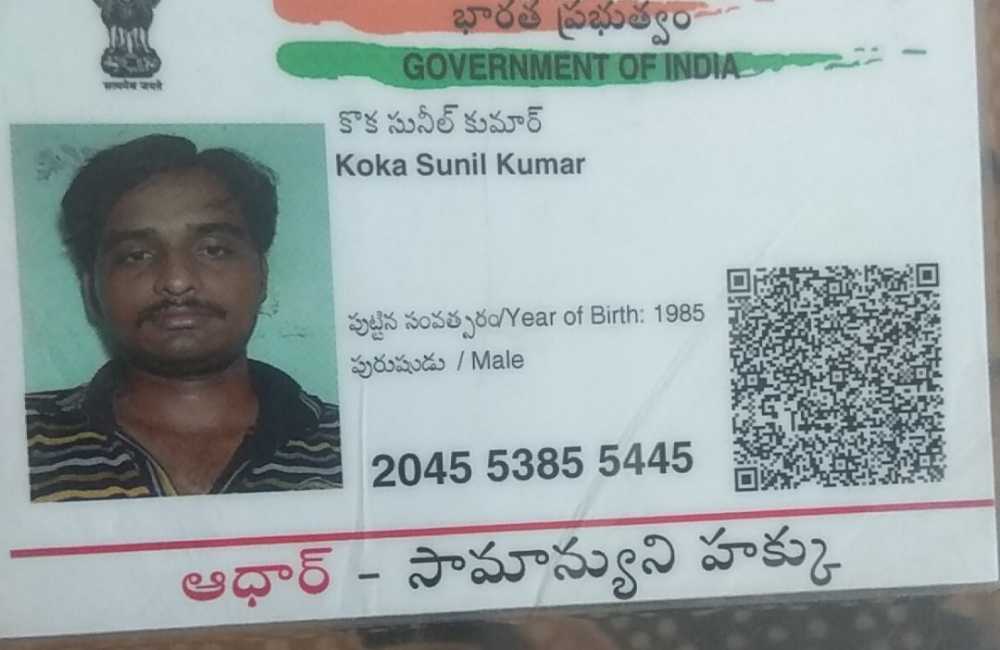 భారత ప్రభుత్వం
GOVERNMENT OF INDIA
सत्यमेव जयते
కొక సునీల్ కుమార్
Koka Sunil Kumar
పుట్టిన సంవత్సరం/Year of Birth: 1985
పురుషుడు / Male
2045 5385 5445
ఆధార్ - సామాన్యుని హక్కు